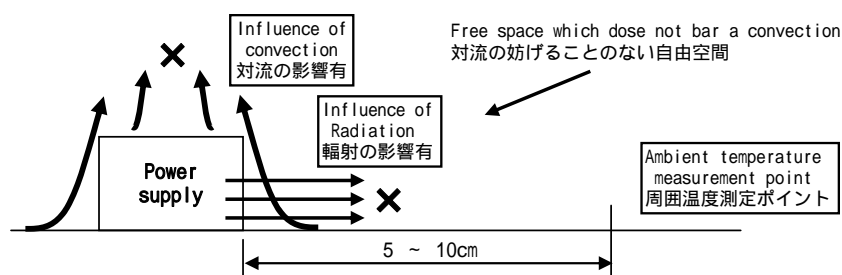 Influence of
convection
対流の影響有
Free space which dose not bar a convection
対流の妨げることのない自由空間
Influence of
Radiation
輻射の影響有
Power
supply
Ambient temperature
measurement point
周囲温度測定ポイント
5 ~ 10cm